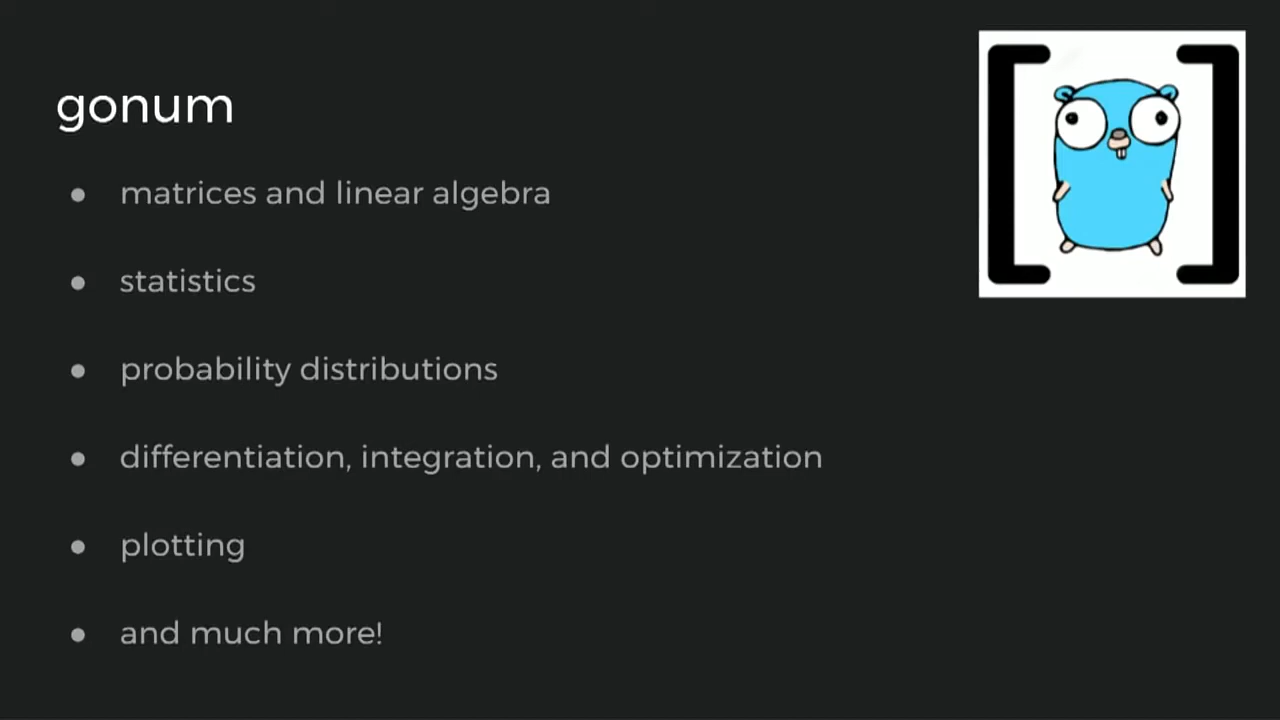 gonum
● matrices and linear algebra
● statistics
● probability distributions
● differentiation, integration, and optimization
● plotting
● and much more!